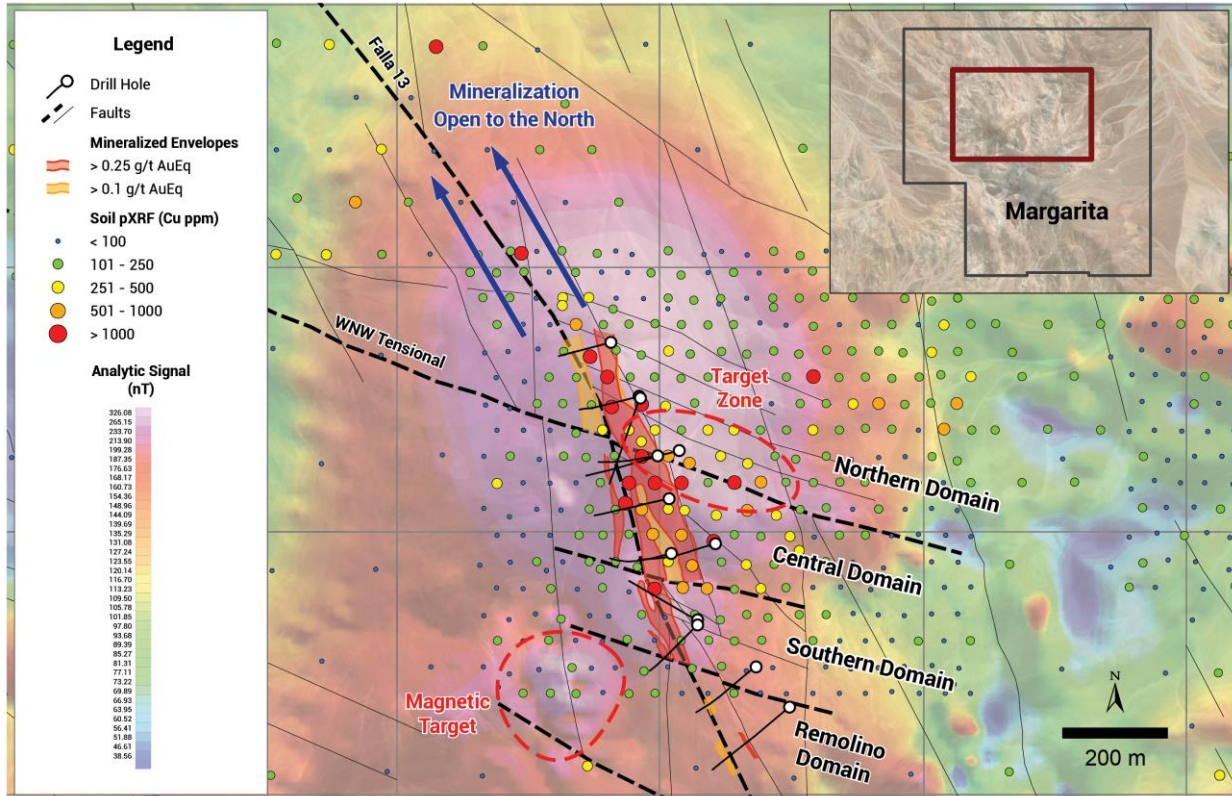 Legend
Drill Hole
Faults
Mineralized Envelopes
> 0.25 g/t AuEq
> 0.1 g/t AuEq
Soil pXRF (Cu ppm)
< 100
101 - 250
251 - 500
501 - 1000
> 1000
Analytic Signal
(nT)
326.08
265.15
233.70
213.90
199.28
187.35
176.63
168.17
160.73
154.36
148.96
144.09
139.69
135.29
131.08
127.24
123.55
120.14
116.70
113.20
109.50
105.78
101.85
97.80
93.68
89.39
85.27
81.31
77.11
73.22
69.89
66.93
63.95
60.52
56.41
51.88
46.61
38.56
Falla 13
Mineralization
Open to the North
WNW Tensional
Target
Zone
Northern Domain
Central Domain
Southern Domain
Remolino
Domain
Magnetic
Target
Margarita
N
200 m